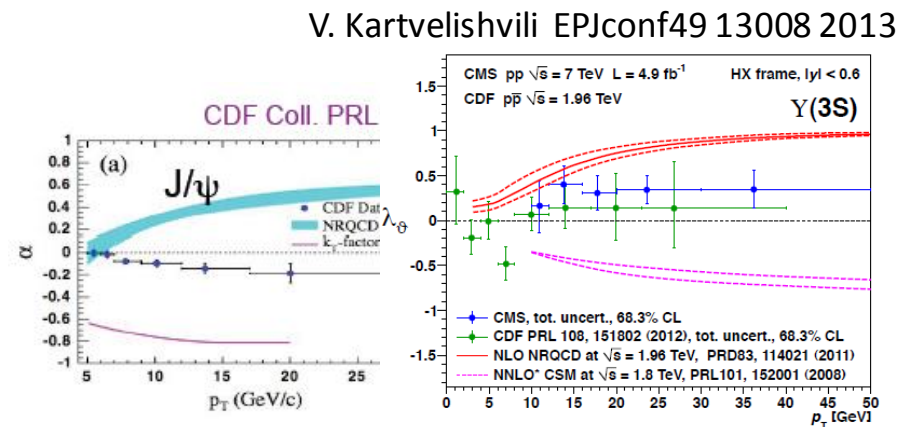 V. Kartvelishvili EPJconf49 13008 2013
CDF Coll. PRL
(a)
J/ψ
CDF Dat
NRQCD
k_T-factor
α
1
0.8
0.6
0.4
0.2
0
-0.2
-0.4
-0.6
-0.8
-1
5 10 15 20 25
p_T (GeV/c)
CMS pp √s = 7 TeV L = 4.9 fb⁻¹
HX frame, |y| < 0.6
CDF pp̄ √s = 1.96 TeV
Υ(3S)
λ_ϑ
1.5
1
0.5
0
-0.5
-1
-1.5
CMS, tot. uncert., 68.3% CL
CDF PRL 108, 151802 (2012), tot. uncert., 68.3% CL
NLO NRQCD at √s = 1.96 TeV, PRD83, 114021 (2011)
NNLO* CSM at √s = 1.8 TeV, PRL101, 152001 (2008)
0 5 10 15 20 25 30 35 40 45 50
p_T [GeV]